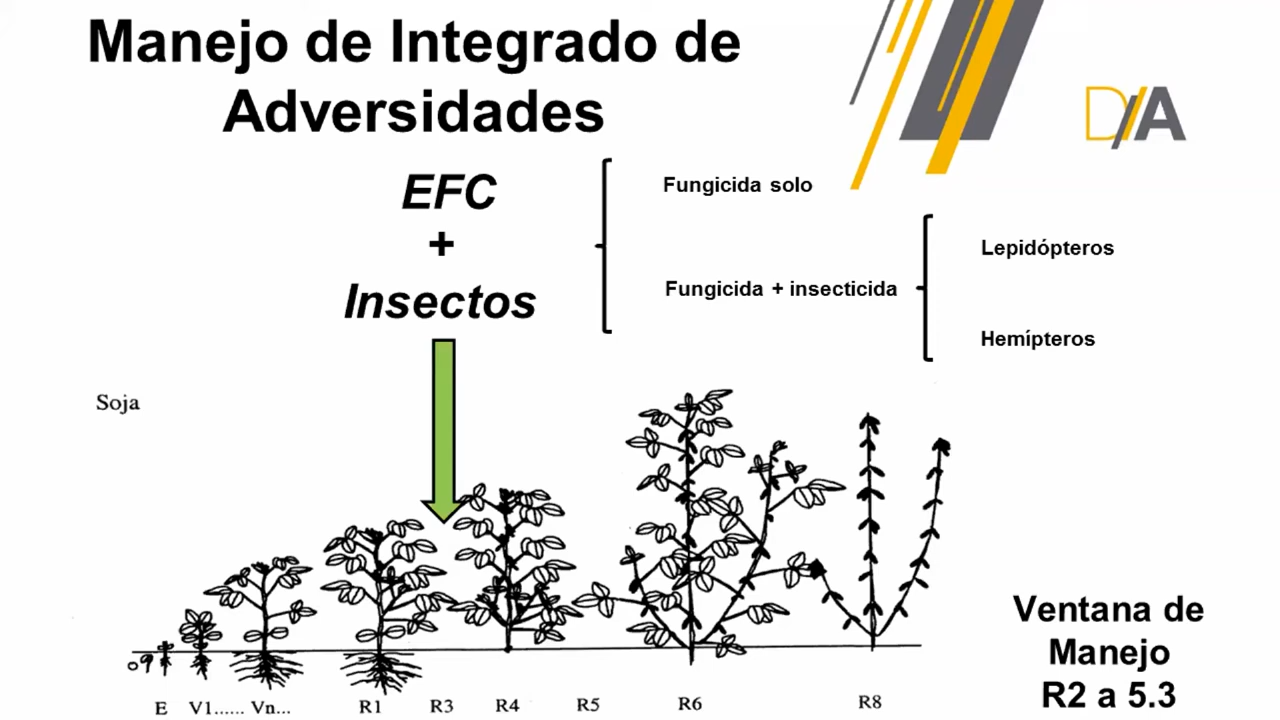 Manejo de Integrado de
Adversidades
D//A
EFC
+
Insectos
Fungicida solo
Fungicida + insecticida
Lepidópteros
Hemípteros
Soja
E V1...... Vn... R1 R3 R4 R5 R6 R8
Ventana de
Manejo
R2 a 5.3